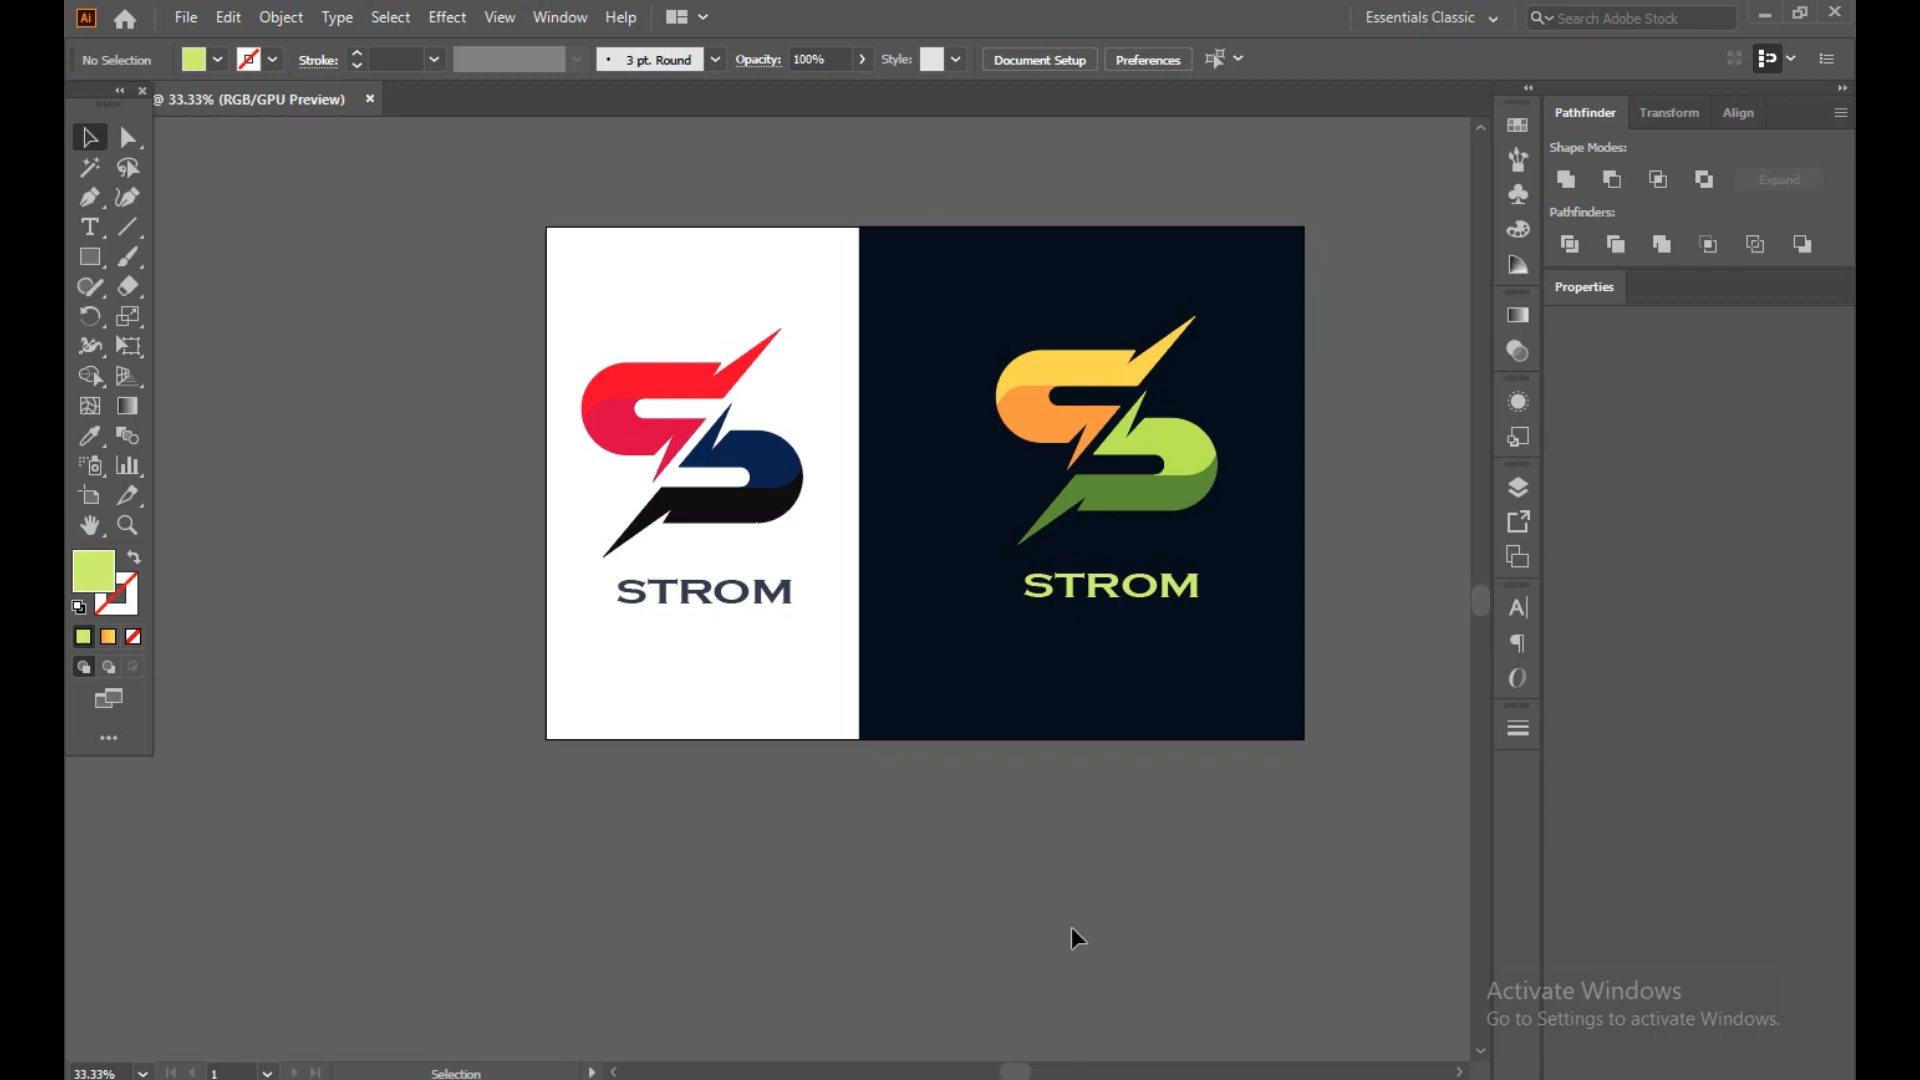 Ai File Edit Object Type Select Effect View Window Help Essentials Classic Search Adobe Stock
No Selection Stroke: 3 pt. Round Opacity: 100% Style: Document Setup Preferences
@ 33.33% (RGB/GPU Preview)
Pathfinder Transform Align
Shape Modes:
Expand
Pathfinders:
Properties
STROM
STROM
Activate Windows
Go to Settings to activate Windows.
33.33% 1 Selection